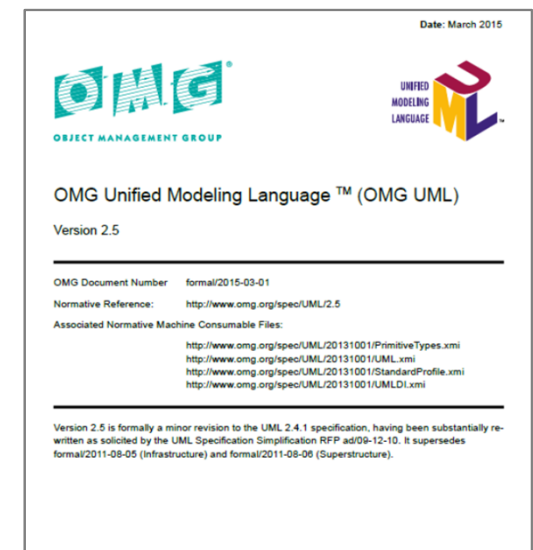 Date: March 2015
OMG®
OBJECT MANAGEMENT GROUP
UNIFIED
MODELING
LANGUAGE
UML™
OMG Unified Modeling Language ™ (OMG UML)
Version 2.5
OMG Document Number formal/2015-03-01
Normative Reference: http://www.omg.org/spec/UML/2.5
Associated Normative Machine Consumable Files:
http://www.omg.org/spec/UML/20131001/PrimitiveTypes.xmi
http://www.omg.org/spec/UML/20131001/UML.xmi
http://www.omg.org/spec/UML/20131001/StandardProfile.xmi
http://www.omg.org/spec/UML/20131001/UMLDI.xmi
Version 2.5 is formally a minor revision to the UML 2.4.1 specification, having been substantially re-
written as solicited by the UML Specification Simplification RFP ad/09-12-10. It supersedes
formal/2011-08-05 (Infrastructure) and formal/2011-08-06 (Superstructure).